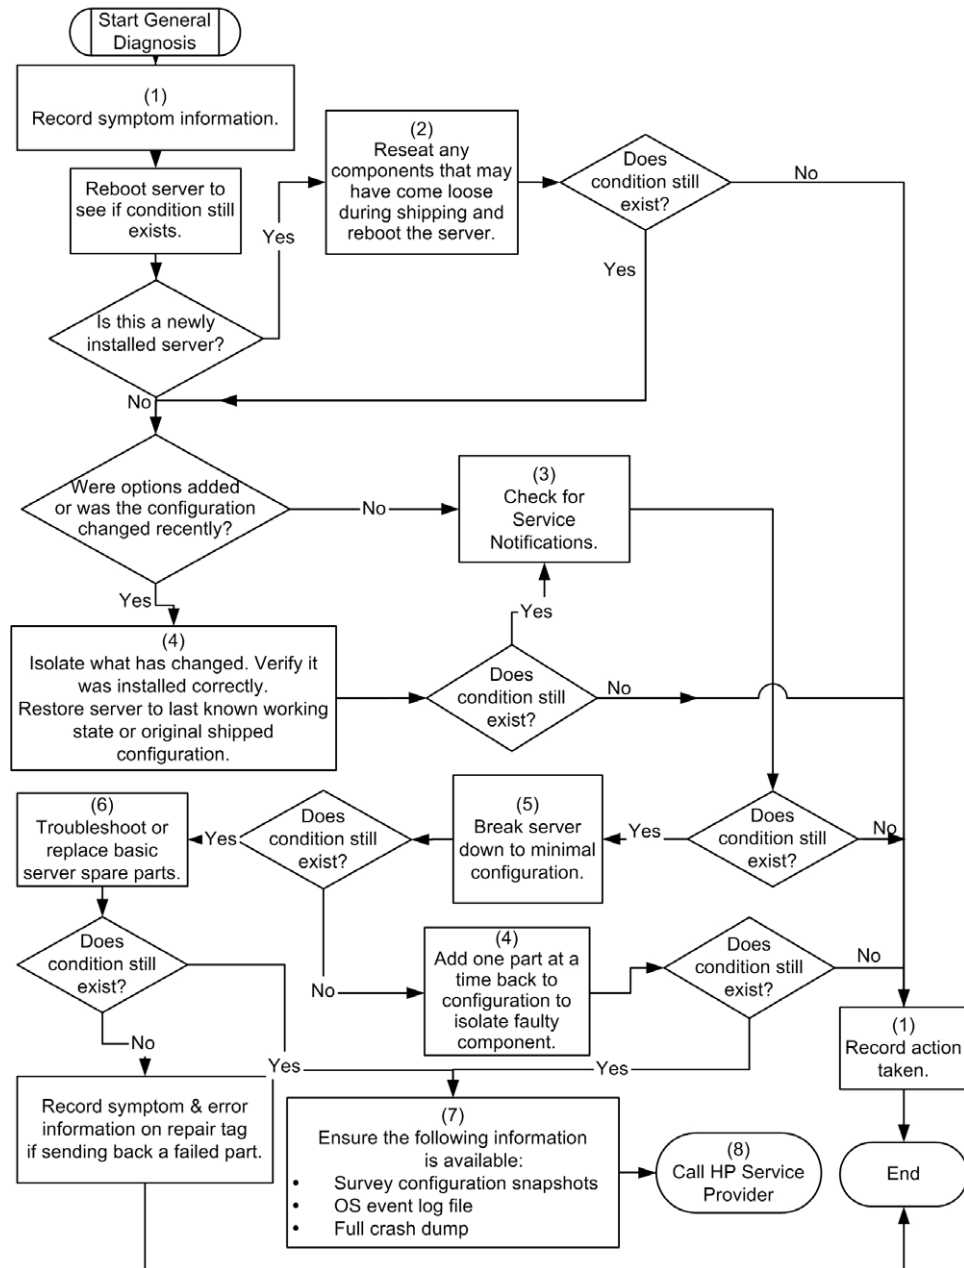 Start General
Diagnosis
(1)
Record symptom information.
Reboot server to
see if condition still
exists.
Is this a newly
installed server?
Yes
(2)
Reseat any
components that may
have come loose
during shipping and
reboot the server.
Does
condition still
exist?
No
Yes
No
Were options added
or was the configuration
changed recently?
No
(3)
Check for
Service
Notifications.
Yes
(4)
Isolate what has changed. Verify it
was installed correctly.
Restore server to last known working
state or original shipped
configuration.
Does
condition still
exist?
Yes
No
Does
condition still
exist?
No
Yes
(5)
Break server
down to minimal
configuration.
Does
condition still
exist?
Yes
(6)
Troubleshoot or
replace basic
server spare parts.
No
(4)
Add one part at a
time back to
configuration to
isolate faulty
component.
Does
condition still
exist?
No
Yes
Does
condition still
exist?
Yes
No
Record symptom & error
information on repair tag
if sending back a failed part.
(7)
Ensure the following information
is available:
• Survey configuration snapshots
• OS event log file
• Full crash dump
(8)
Call HP Service
Provider
(1)
Record action
taken.
End